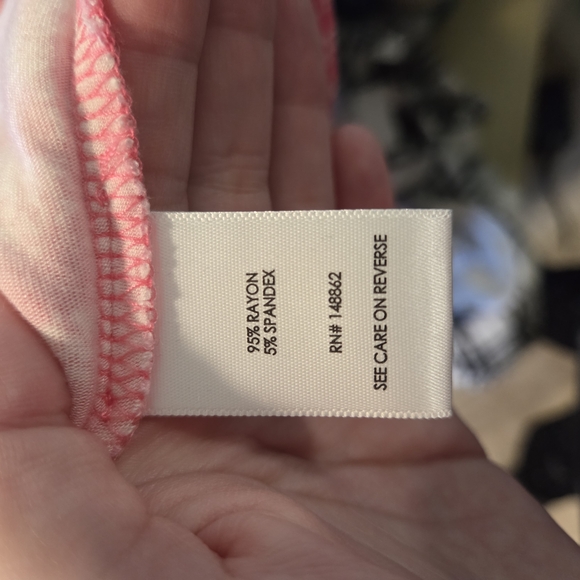 95% RAYON
5% SPANDEX
RN# 148862
SEE CARE ON REVERSE